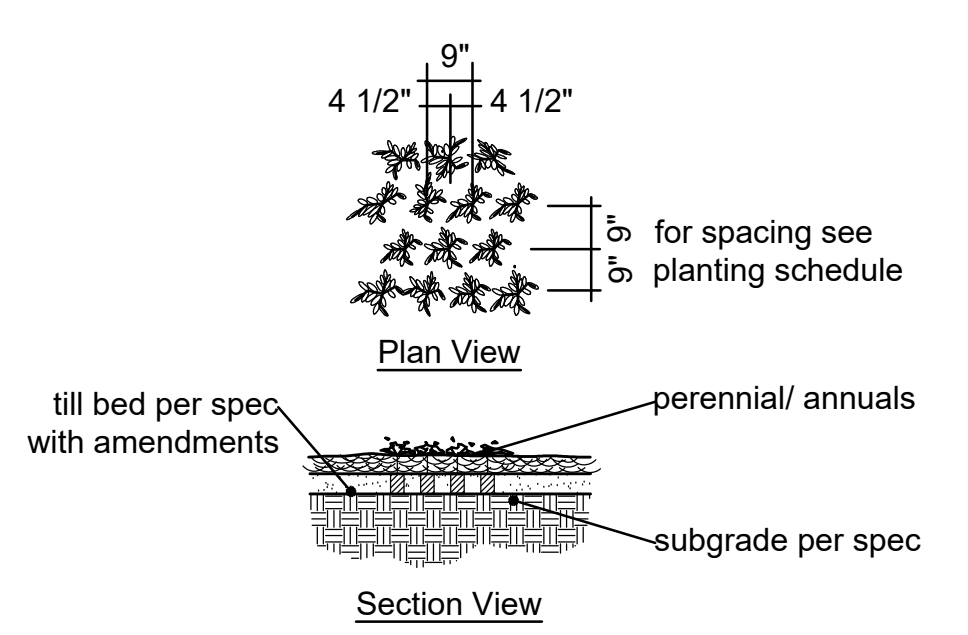 9"
4 1/2" 4 1/2"
9" for spacing see
9" planting schedule
Plan View
till bed per spec
with amendments
perennial/ annuals
subgrade per spec
Section View